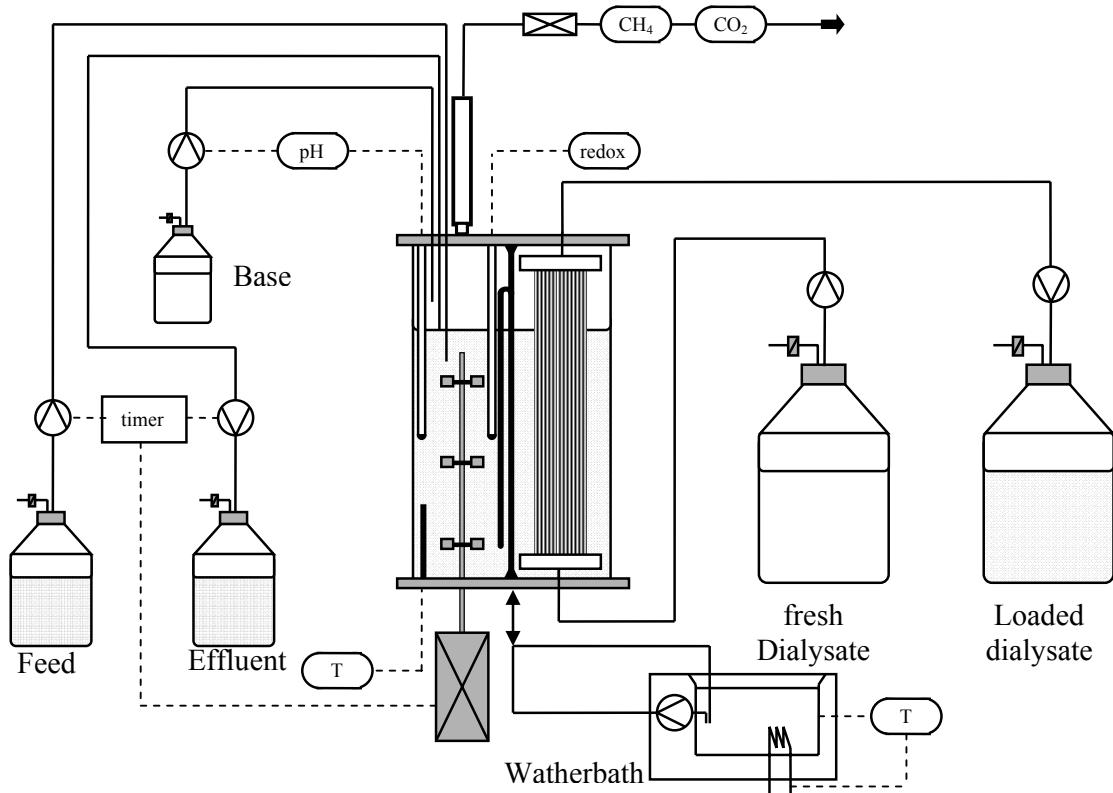 CH₄
CO₂
pH
redox
Base
timer
Feed
Effluent
T
fresh
Dialysate
Loaded
dialysate
T
Watherbath